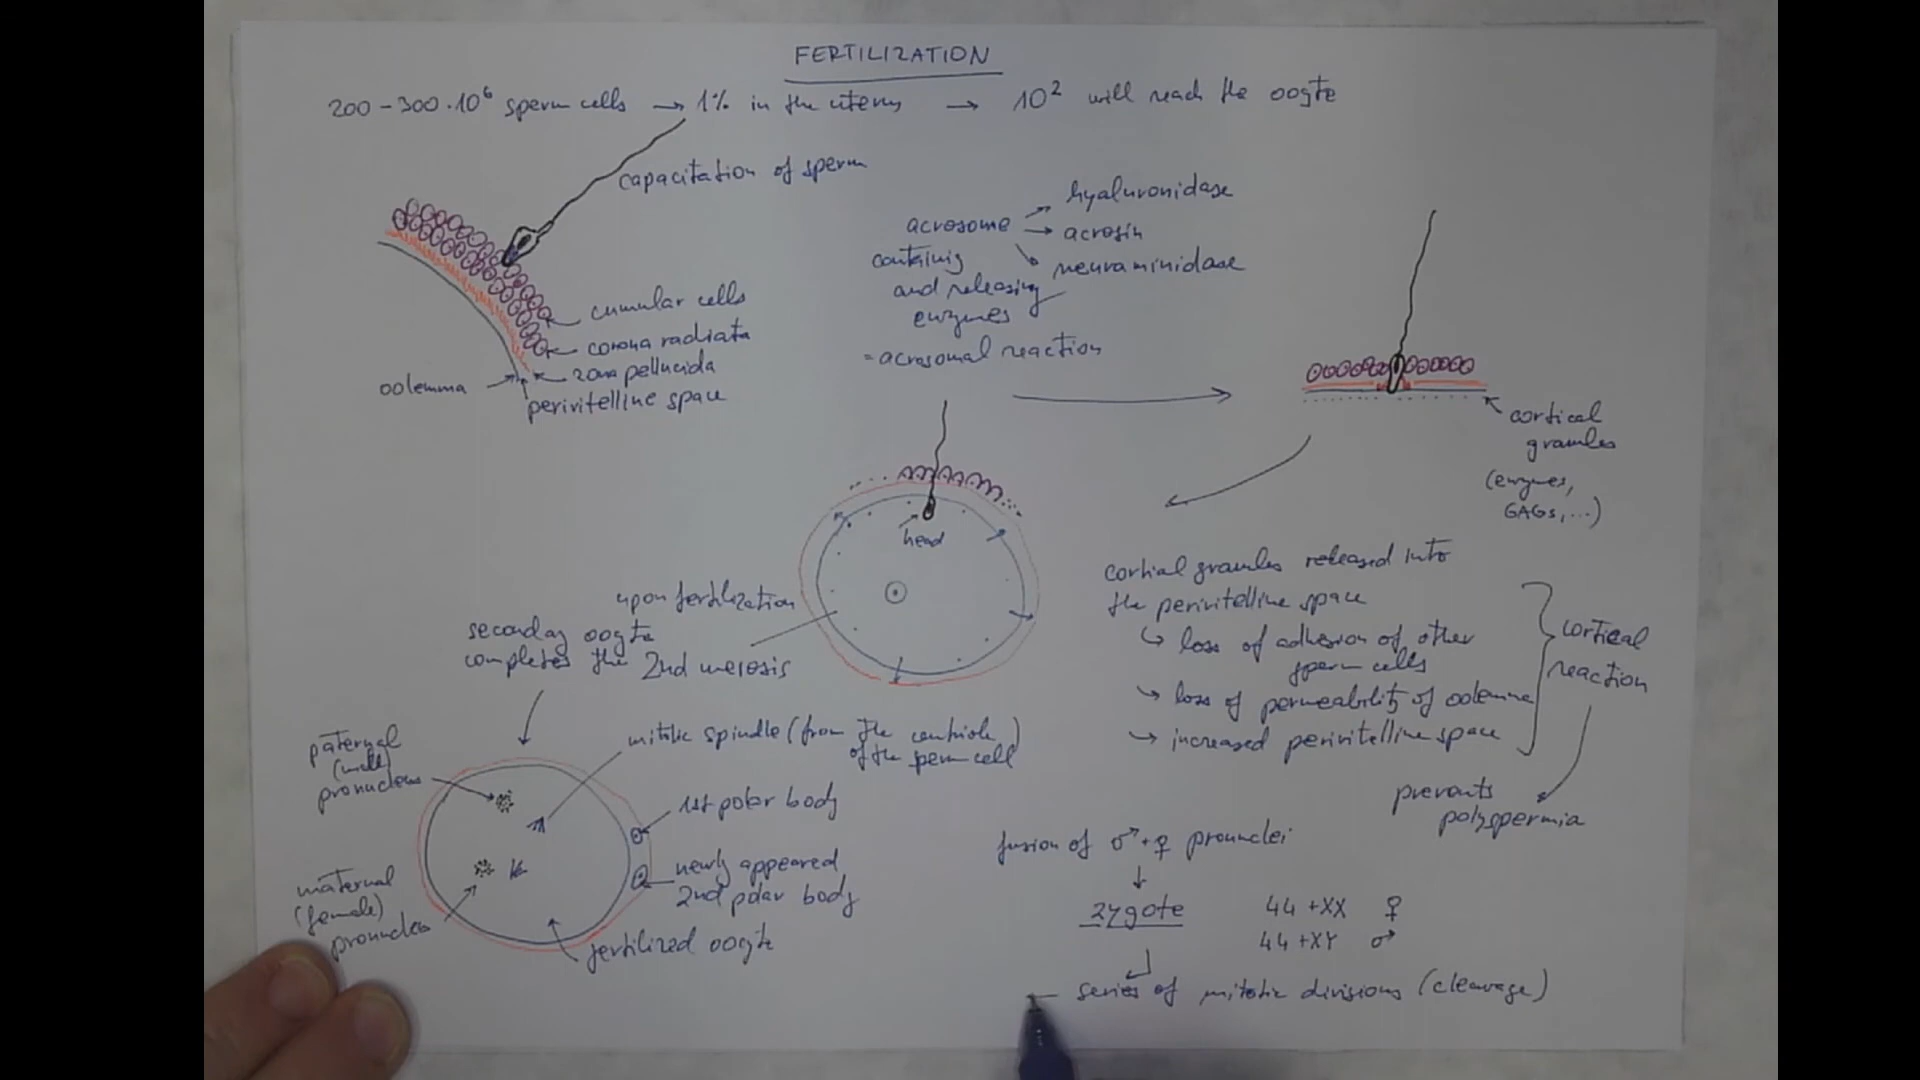 FERTILIZATION
200-300·10⁶ sperm cells → 1% in the uterus → 10² will reach the oocyte
capacitation of sperm
cumular cells
corona radiata
zona pellucida
oolemma
perivitelline space
acrosome → hyaluronidase
→ acrosin
neuraminidase
containing
and releasing
enzymes
= acrosomal reaction
cortical
granules
(enzymes,
GAGs,...)
head
upon fertilization
secondary oocyte
completes the 2nd meiosis
cortical granules released into
the perivitelline space
↳ loss of adhesion of other
sperm cells
↳ loss of permeability of oolemma
↳ increased perivitelline space
cortical
reaction
prevents
polyspermia
paternal
(male)
pronucleus
mitotic spindle (from the centriole
of the sperm cell)
1st polar body
newly appeared
2nd polar body
maternal
(female)
pronucleus
fertilized oocyte
fusion of ♂+♀ pronuclei
↓
zygote
44+XX ♀
44+XY ♂
series of mitotic divisions (cleavage)